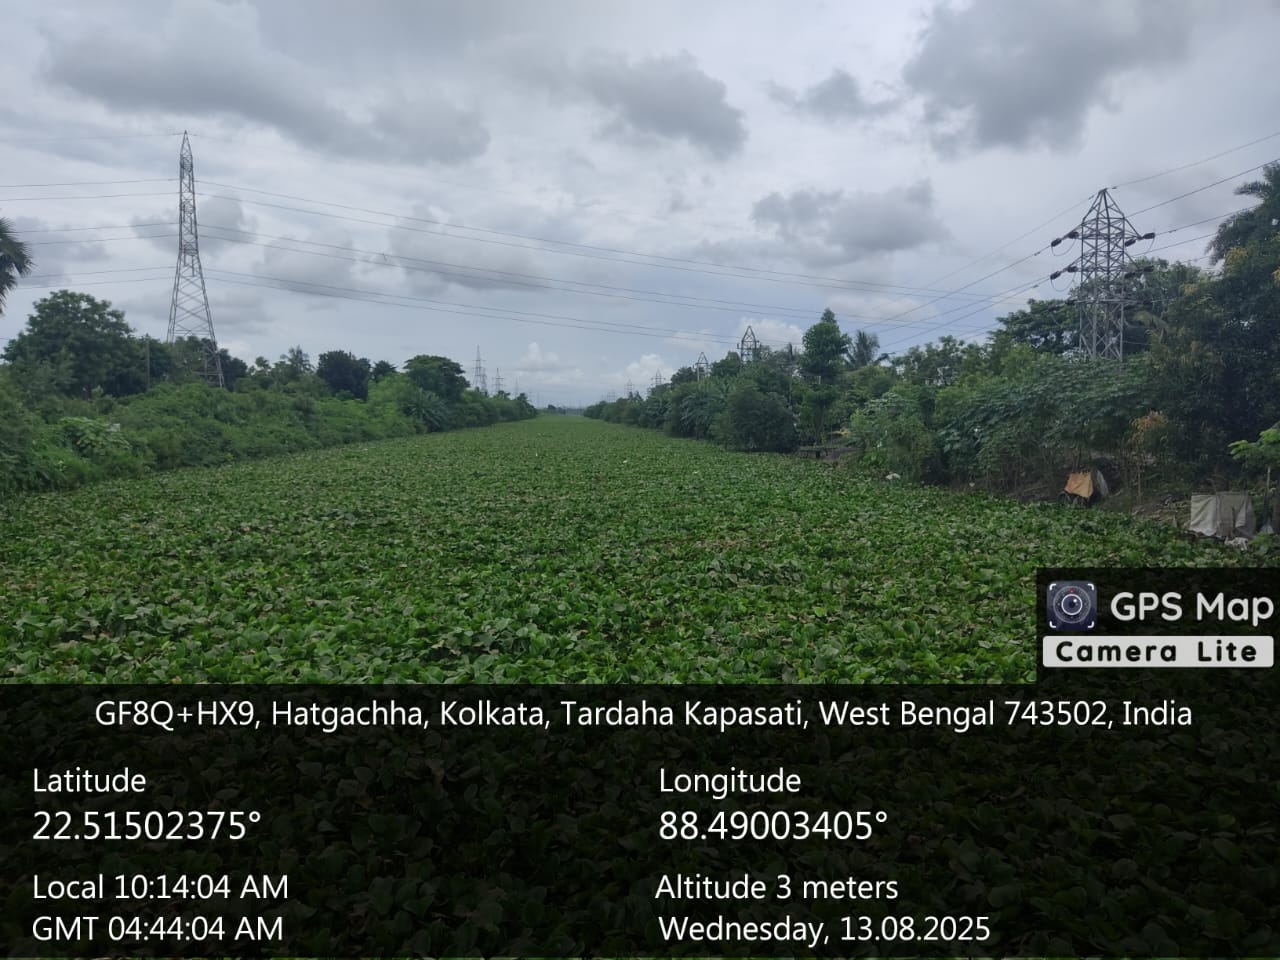 GPS Map
Camera Lite
GF8Q+HX9, Hatgachha, Kolkata, Tardaha Kapasati, West Bengal 743502, India
Latitude
22.51502375°
Longitude
88.49003405°
Local 10:14:04 AM
GMT 04:44:04 AM
Altitude 3 meters
Wednesday, 13.08.2025